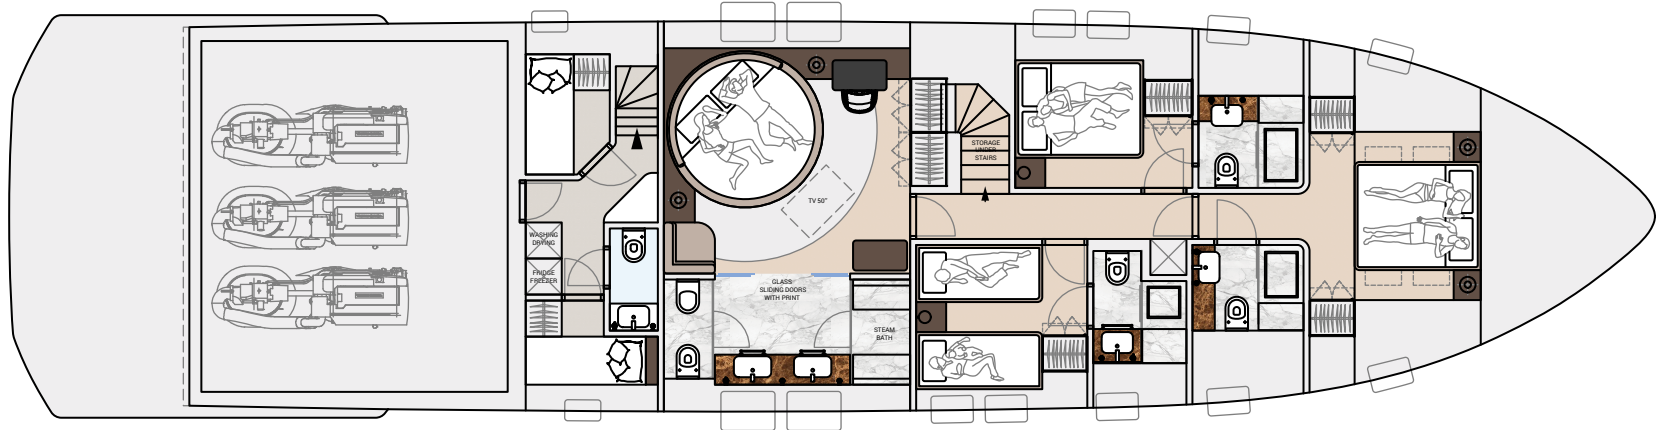 STORAGE
UNDER
STAIRS
TV 50"
WASHING
DRYING
FRIDGE
FREEZER
GLASS
SLIDING DOORS
WITH PRINT
STEAM
BATH